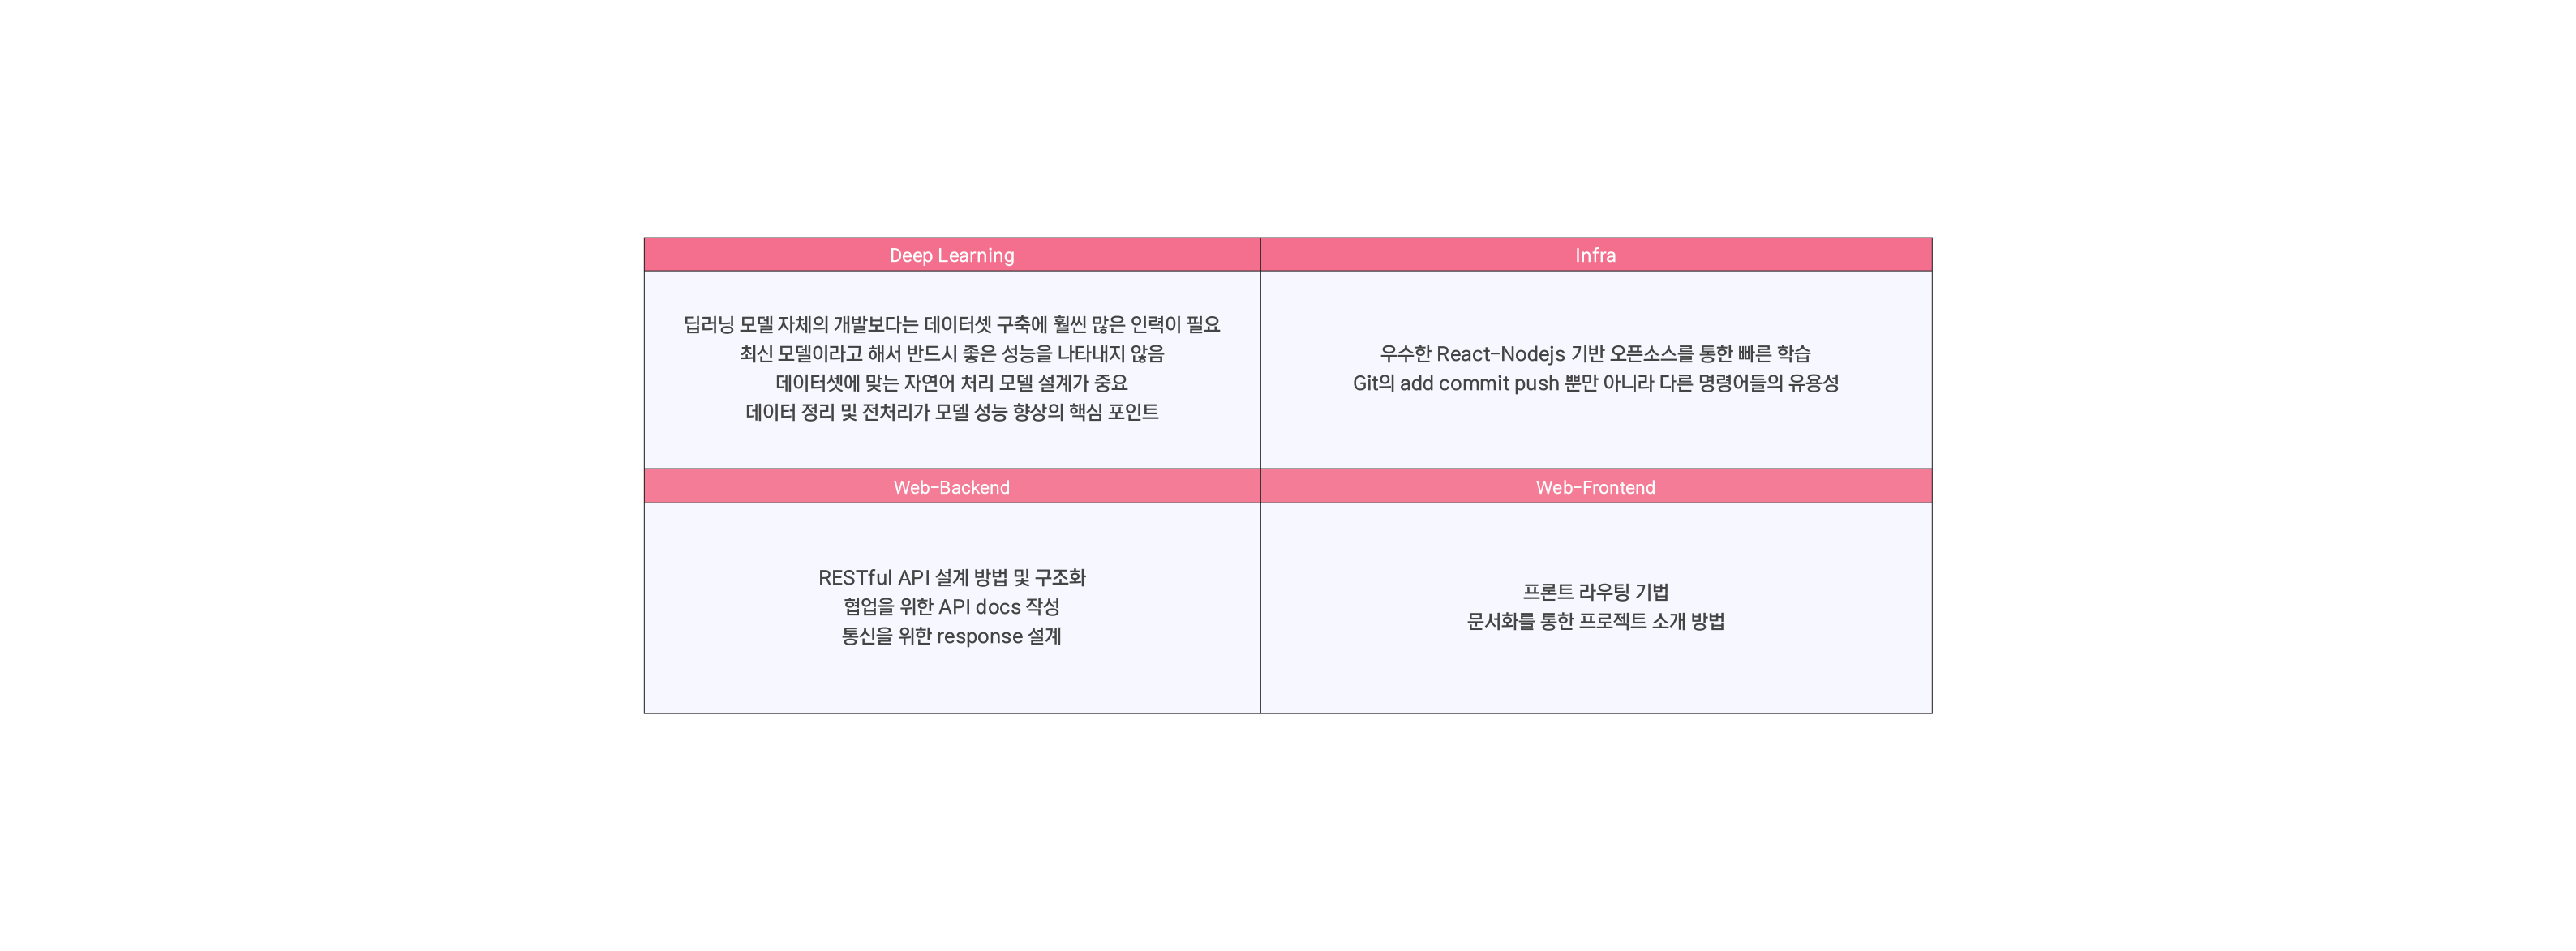 Deep Learning
Infra
딥러닝 모델 자체의 개발보다는 데이터셋 구축에 훨씬 많은 인력이 필요
최신 모델이라고 해서 반드시 좋은 성능을 나타내지 않음
데이터셋에 맞는 자연어 처리 모델 설계가 중요
데이터 정리 및 전처리가 모델 성능 향상의 핵심 포인트
우수한 React-Nodejs 기반 오픈소스를 통한 빠른 학습
Git의 add commit push 뿐만 아니라 다른 명령어들의 유용성
Web-Backend
Web-Frontend
RESTful API 설계 방법 및 구조화
협업을 위한 API docs 작성
통신을 위한 response 설계
프론트 라우팅 기법
문서화를 통한 프로젝트 소개 방법